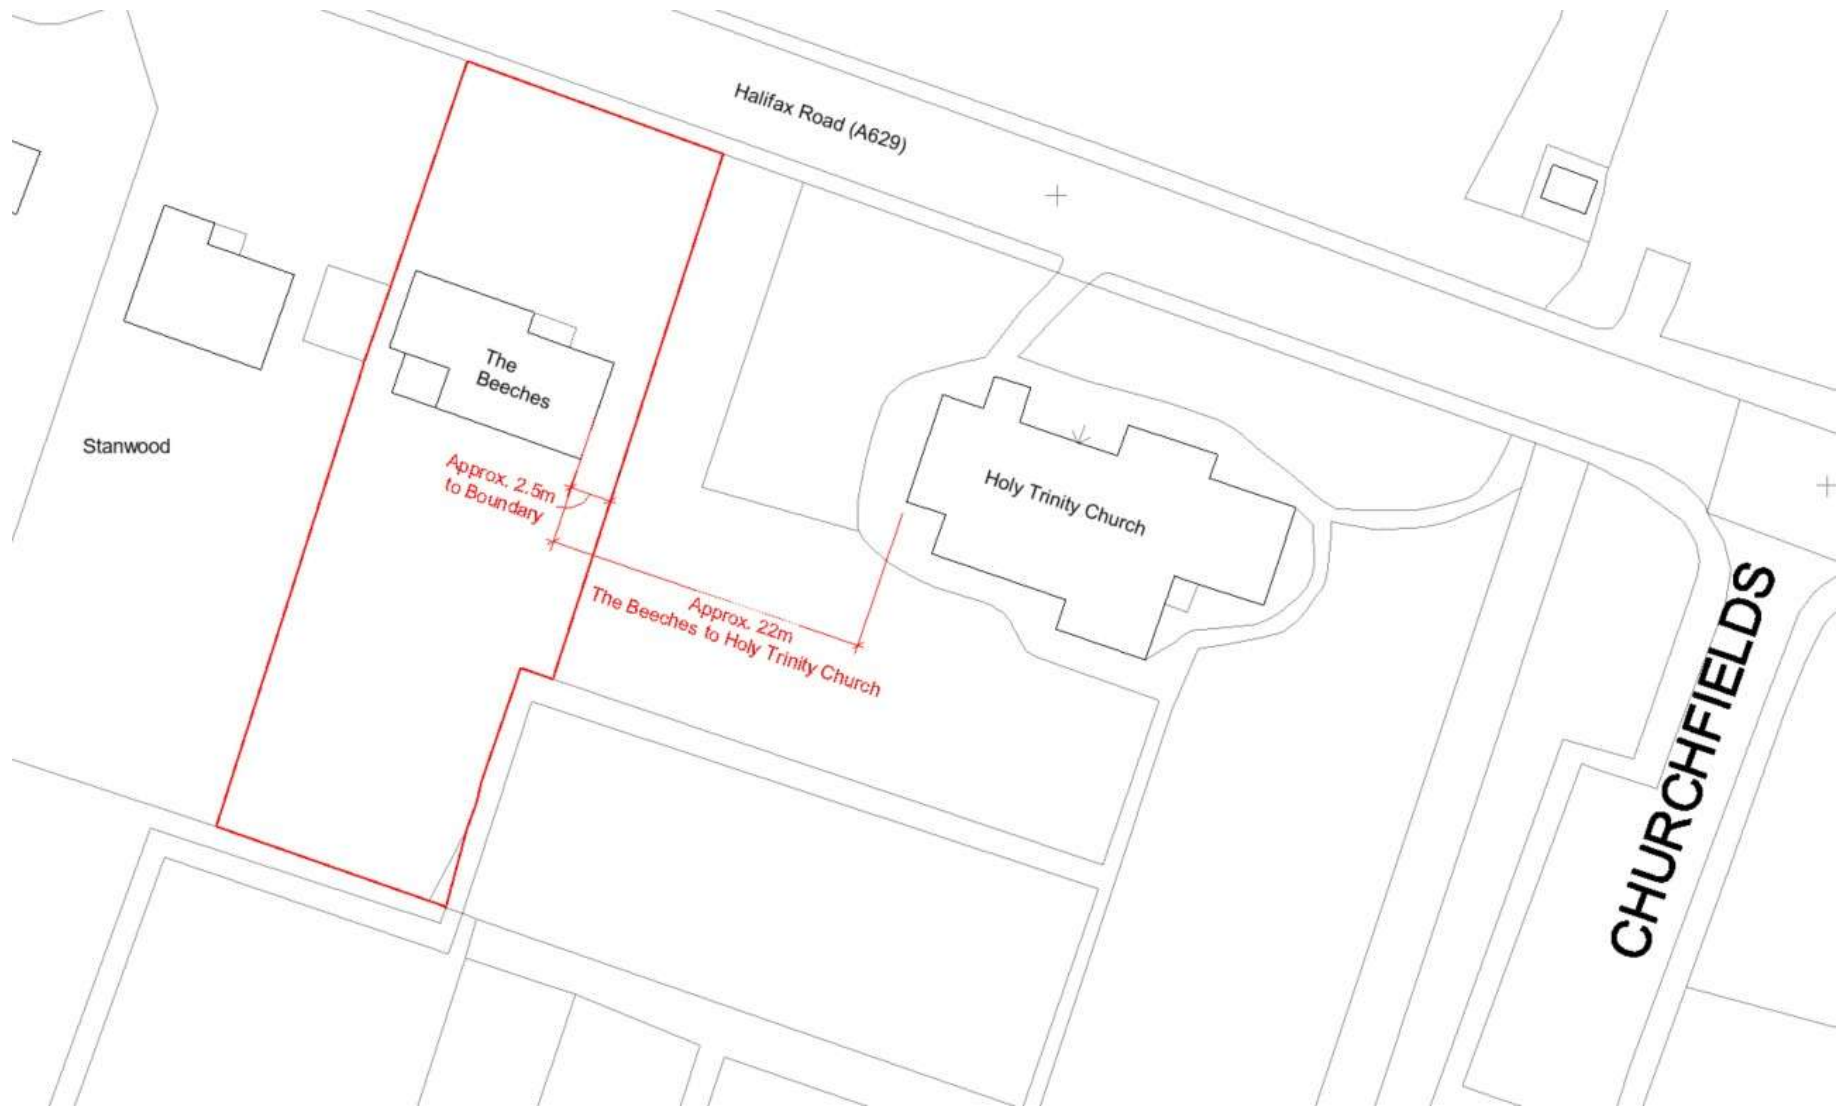 Halifax Road (A629)
The
Beeches
Stanwood
Approx. 2.5m
to Boundary
Holy Trinity Church
Approx. 22m
The Beeches to Holy Trinity Church
CHURCHFIELDS